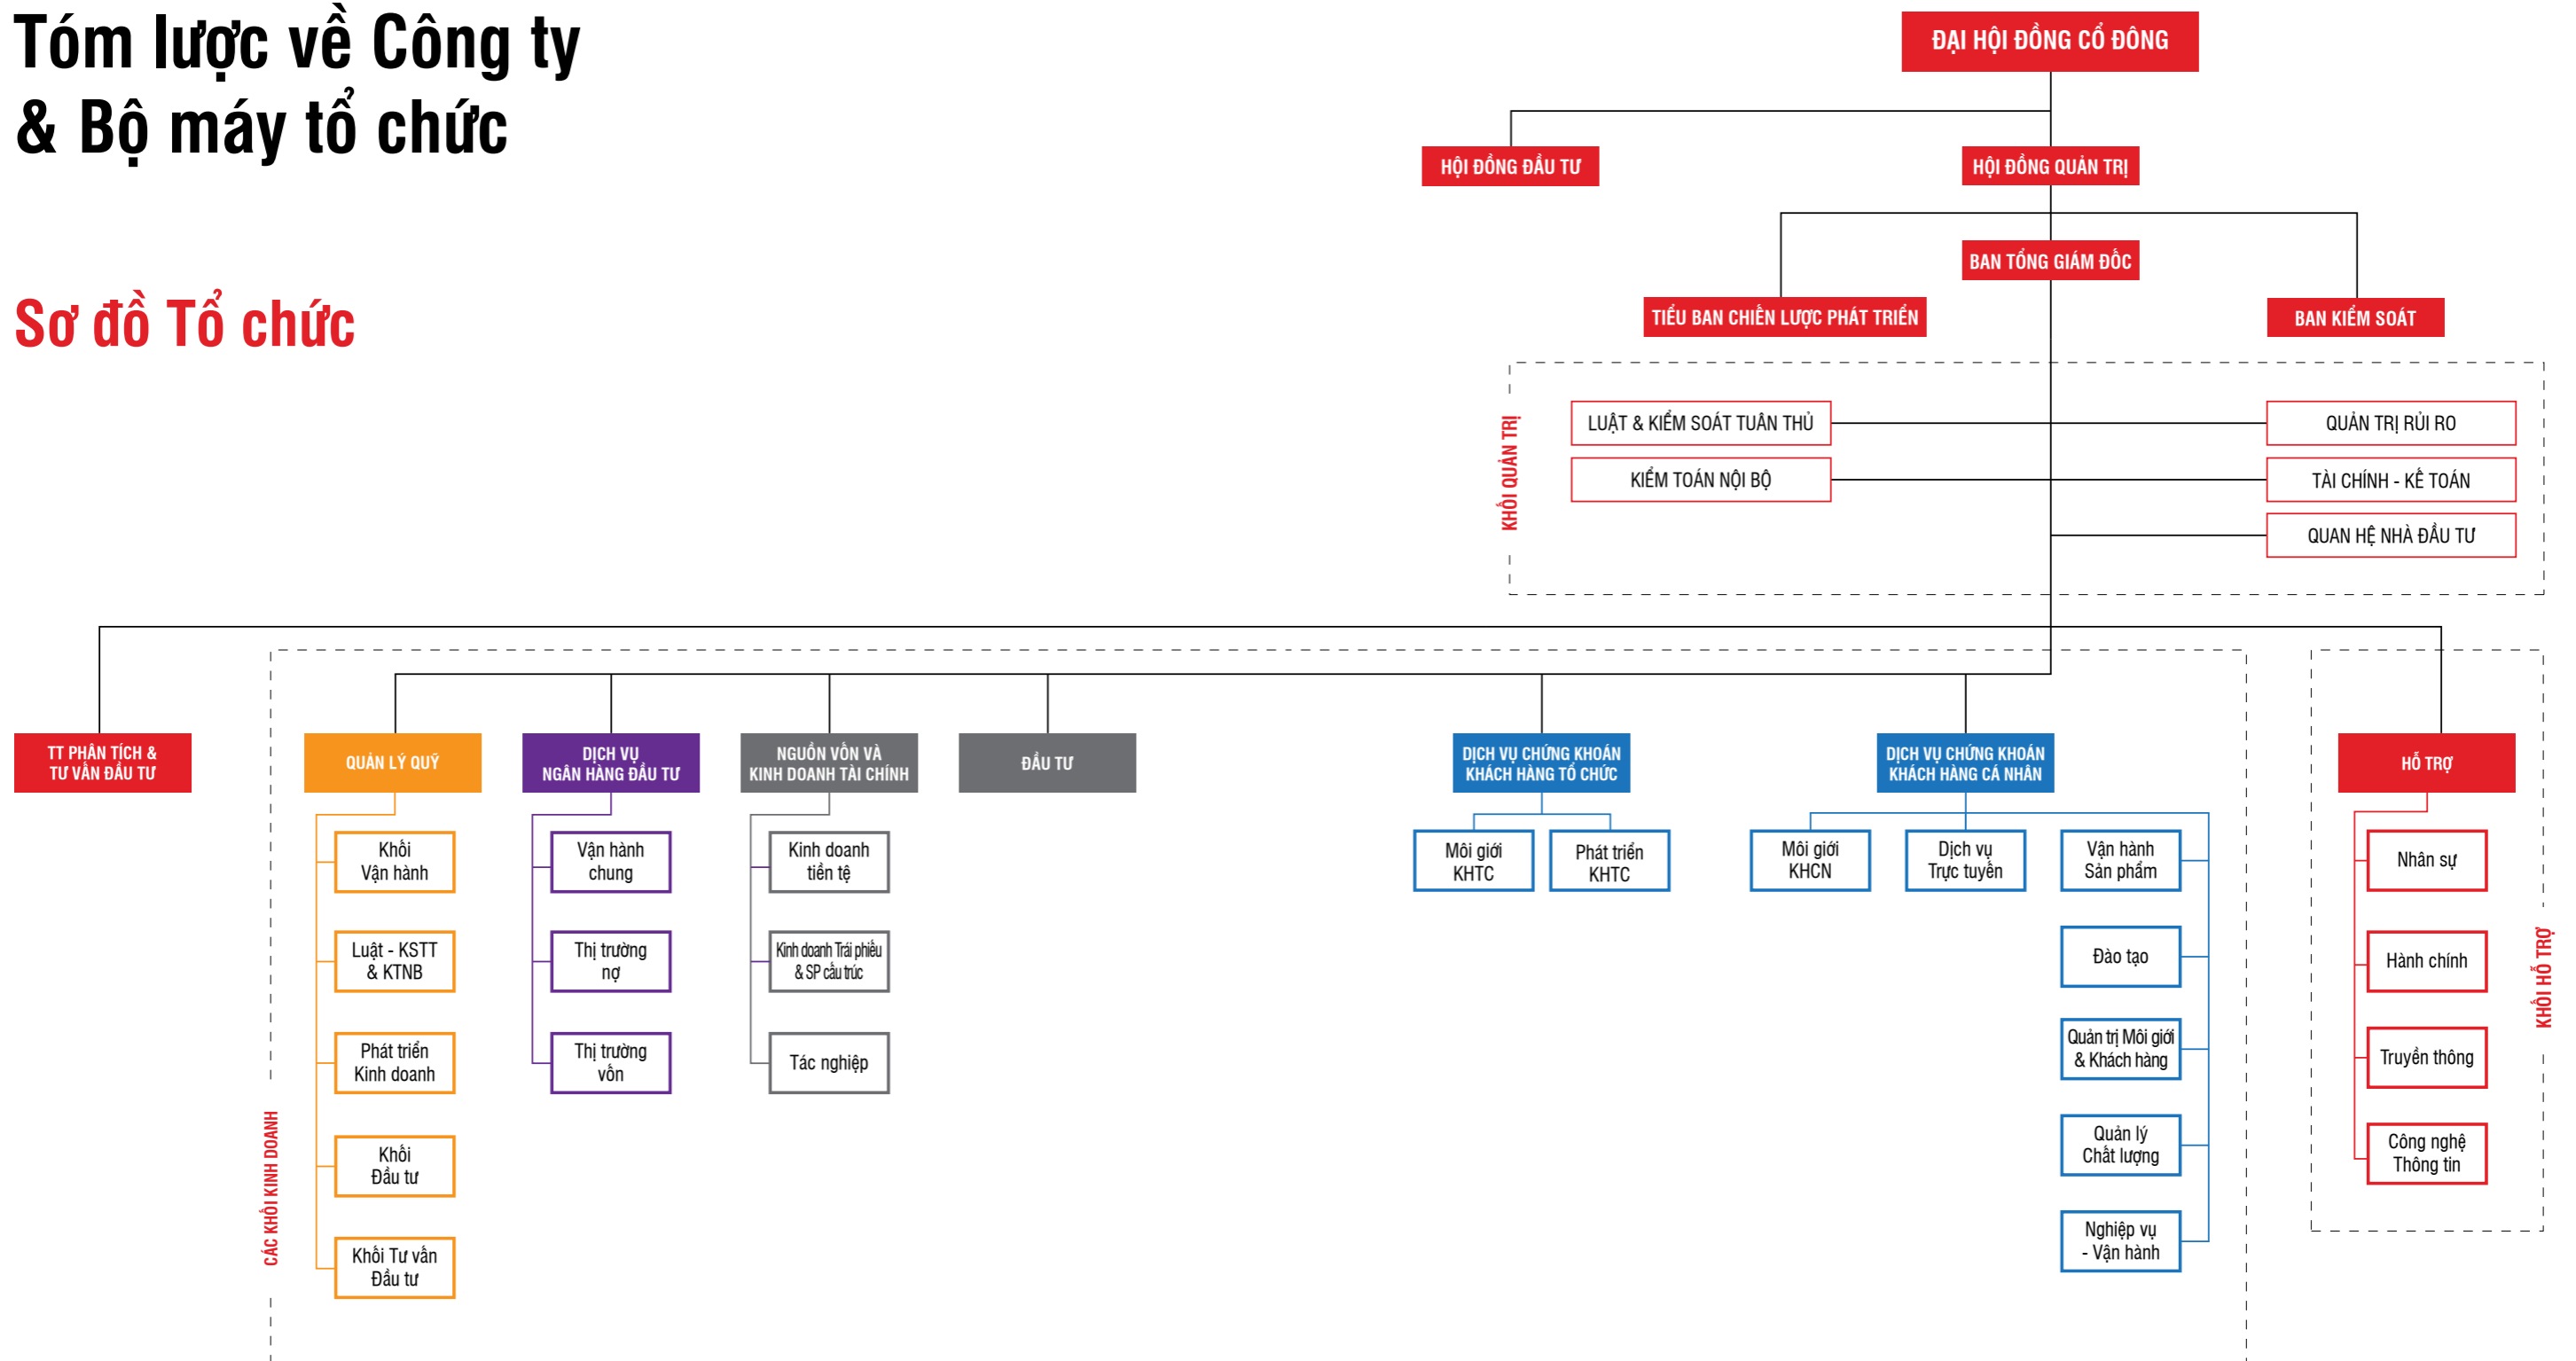 Tóm lược về Công ty
& Bộ máy tổ chức
Sơ đồ Tổ chức
ĐẠI HỘI ĐỒNG CỔ ĐÔNG
HỘI ĐỒNG ĐẦU TƯ
HỘI ĐỒNG QUẢN TRỊ
BAN TỔNG GIÁM ĐỐC
TIỂU BAN CHIẾN LƯỢC PHÁT TRIỂN
BAN KIỂM SOÁT
KHỐI QUẢN TRỊ
LUẬT & KIỂM SOÁT TUÂN THỦ
QUẢN TRỊ RỦI RO
KIỂM TOÁN NỘI BỘ
TÀI CHÍNH - KẾ TOÁN
QUAN HỆ NHÀ ĐẦU TƯ
TT PHÂN TÍCH &
TƯ VẤN ĐẦU TƯ
CÁC KHỐI KINH DOANH
QUẢN LÝ QUỸ
Khối
Vận hành
Luật - KSTT
& KTNB
Phát triển
Kinh doanh
Khối
Đầu tư
Khối Tư vấn
Đầu tư
DỊCH VỤ
NGÂN HÀNG ĐẦU TƯ
Vận hành
chung
Thị trường
nợ
Thị trường
vốn
NGUỒN VỐN VÀ
KINH DOANH TÀI CHÍNH
Kinh doanh
tiền tệ
Kinh doanh Trái phiếu
& SP cấu trúc
Tác nghiệp
ĐẦU TƯ
DỊCH VỤ CHỨNG KHOÁN
KHÁCH HÀNG TỔ CHỨC
Môi giới
KHTC
Phát triển
KHTC
DỊCH VỤ CHỨNG KHOÁN
KHÁCH HÀNG CÁ NHÂN
Môi giới
KHCN
Dịch vụ
Trực tuyến
Vận hành
Sản phẩm
Đào tạo
Quản trị Môi giới
& Khách hàng
Quản lý
Chất lượng
Nghiệp vụ
- Vận hành
HỖ TRỢ
Nhân sự
Hành chính
Truyền thông
Công nghệ
Thông tin
KHỐI HỖ TRỢ